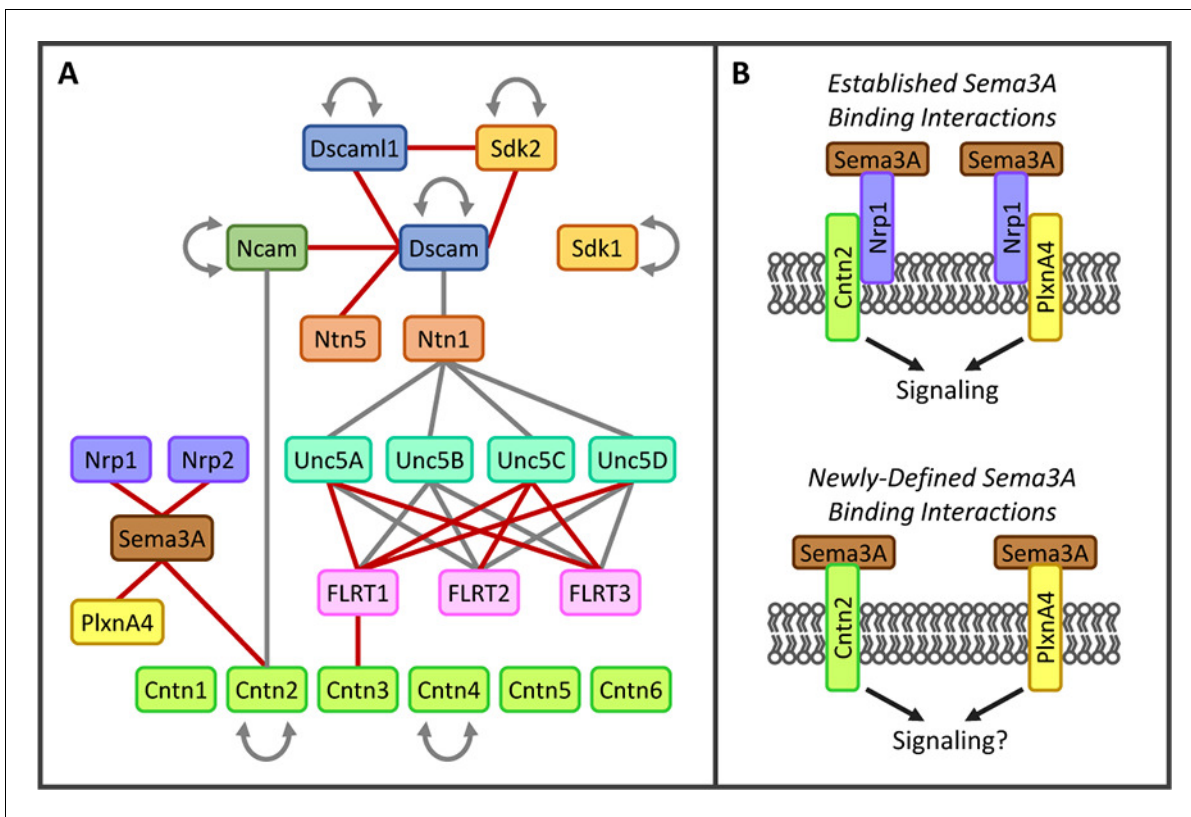 A
Dscaml1
Sdk2
Ncam
Dscam
Sdk1
Ntn5
Ntn1
Nrp1
Nrp2
Unc5A
Unc5B
Unc5C
Unc5D
Sema3A
FLRT1
FLRT2
FLRT3
PlxnA4
Cntn1
Cntn2
Cntn3
Cntn4
Cntn5
Cntn6
B
Established Sema3A
Binding Interactions
Sema3A
Sema3A
Cntn2
Nrp1
Nrp1
PlxnA4
Signaling
Newly-Defined Sema3A
Binding Interactions
Sema3A
Sema3A
Cntn2
PlxnA4
Signaling?